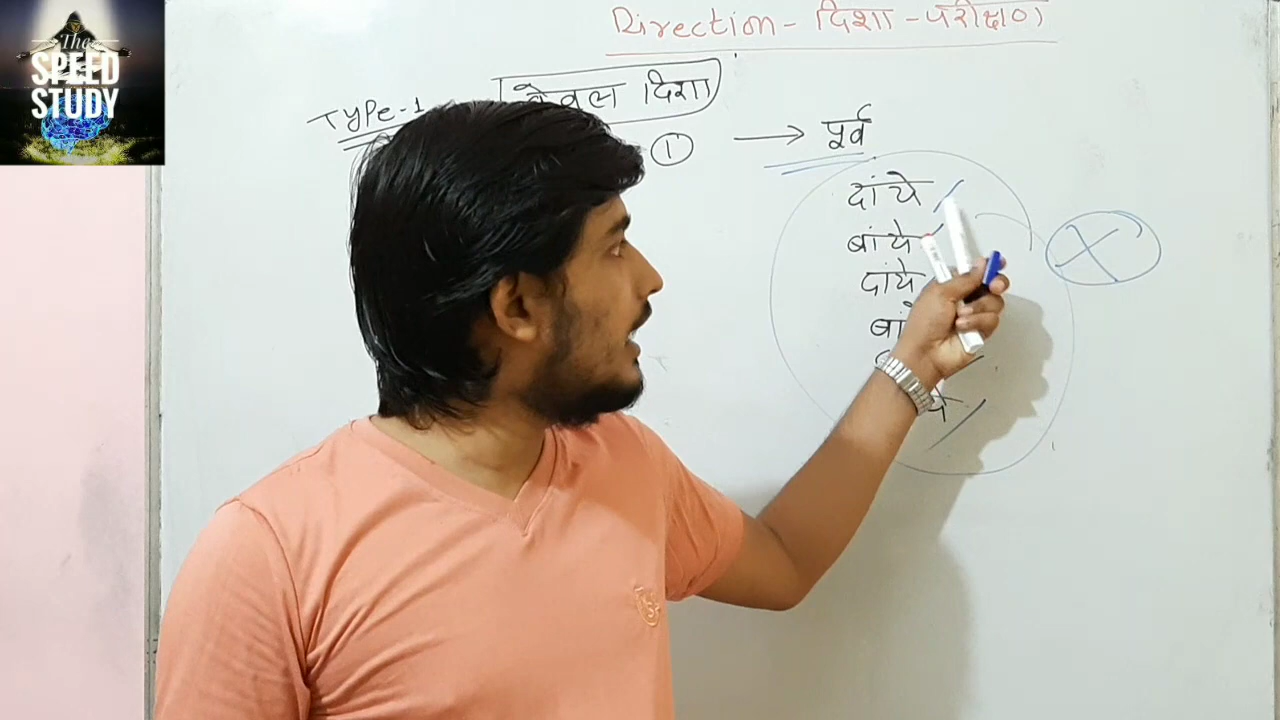 The
SPEED
STUDY
Direction - दिशा - परीक्षण
TYPE-1 केवल दिशा
① → पूर्व
दांये
बांये
दांये